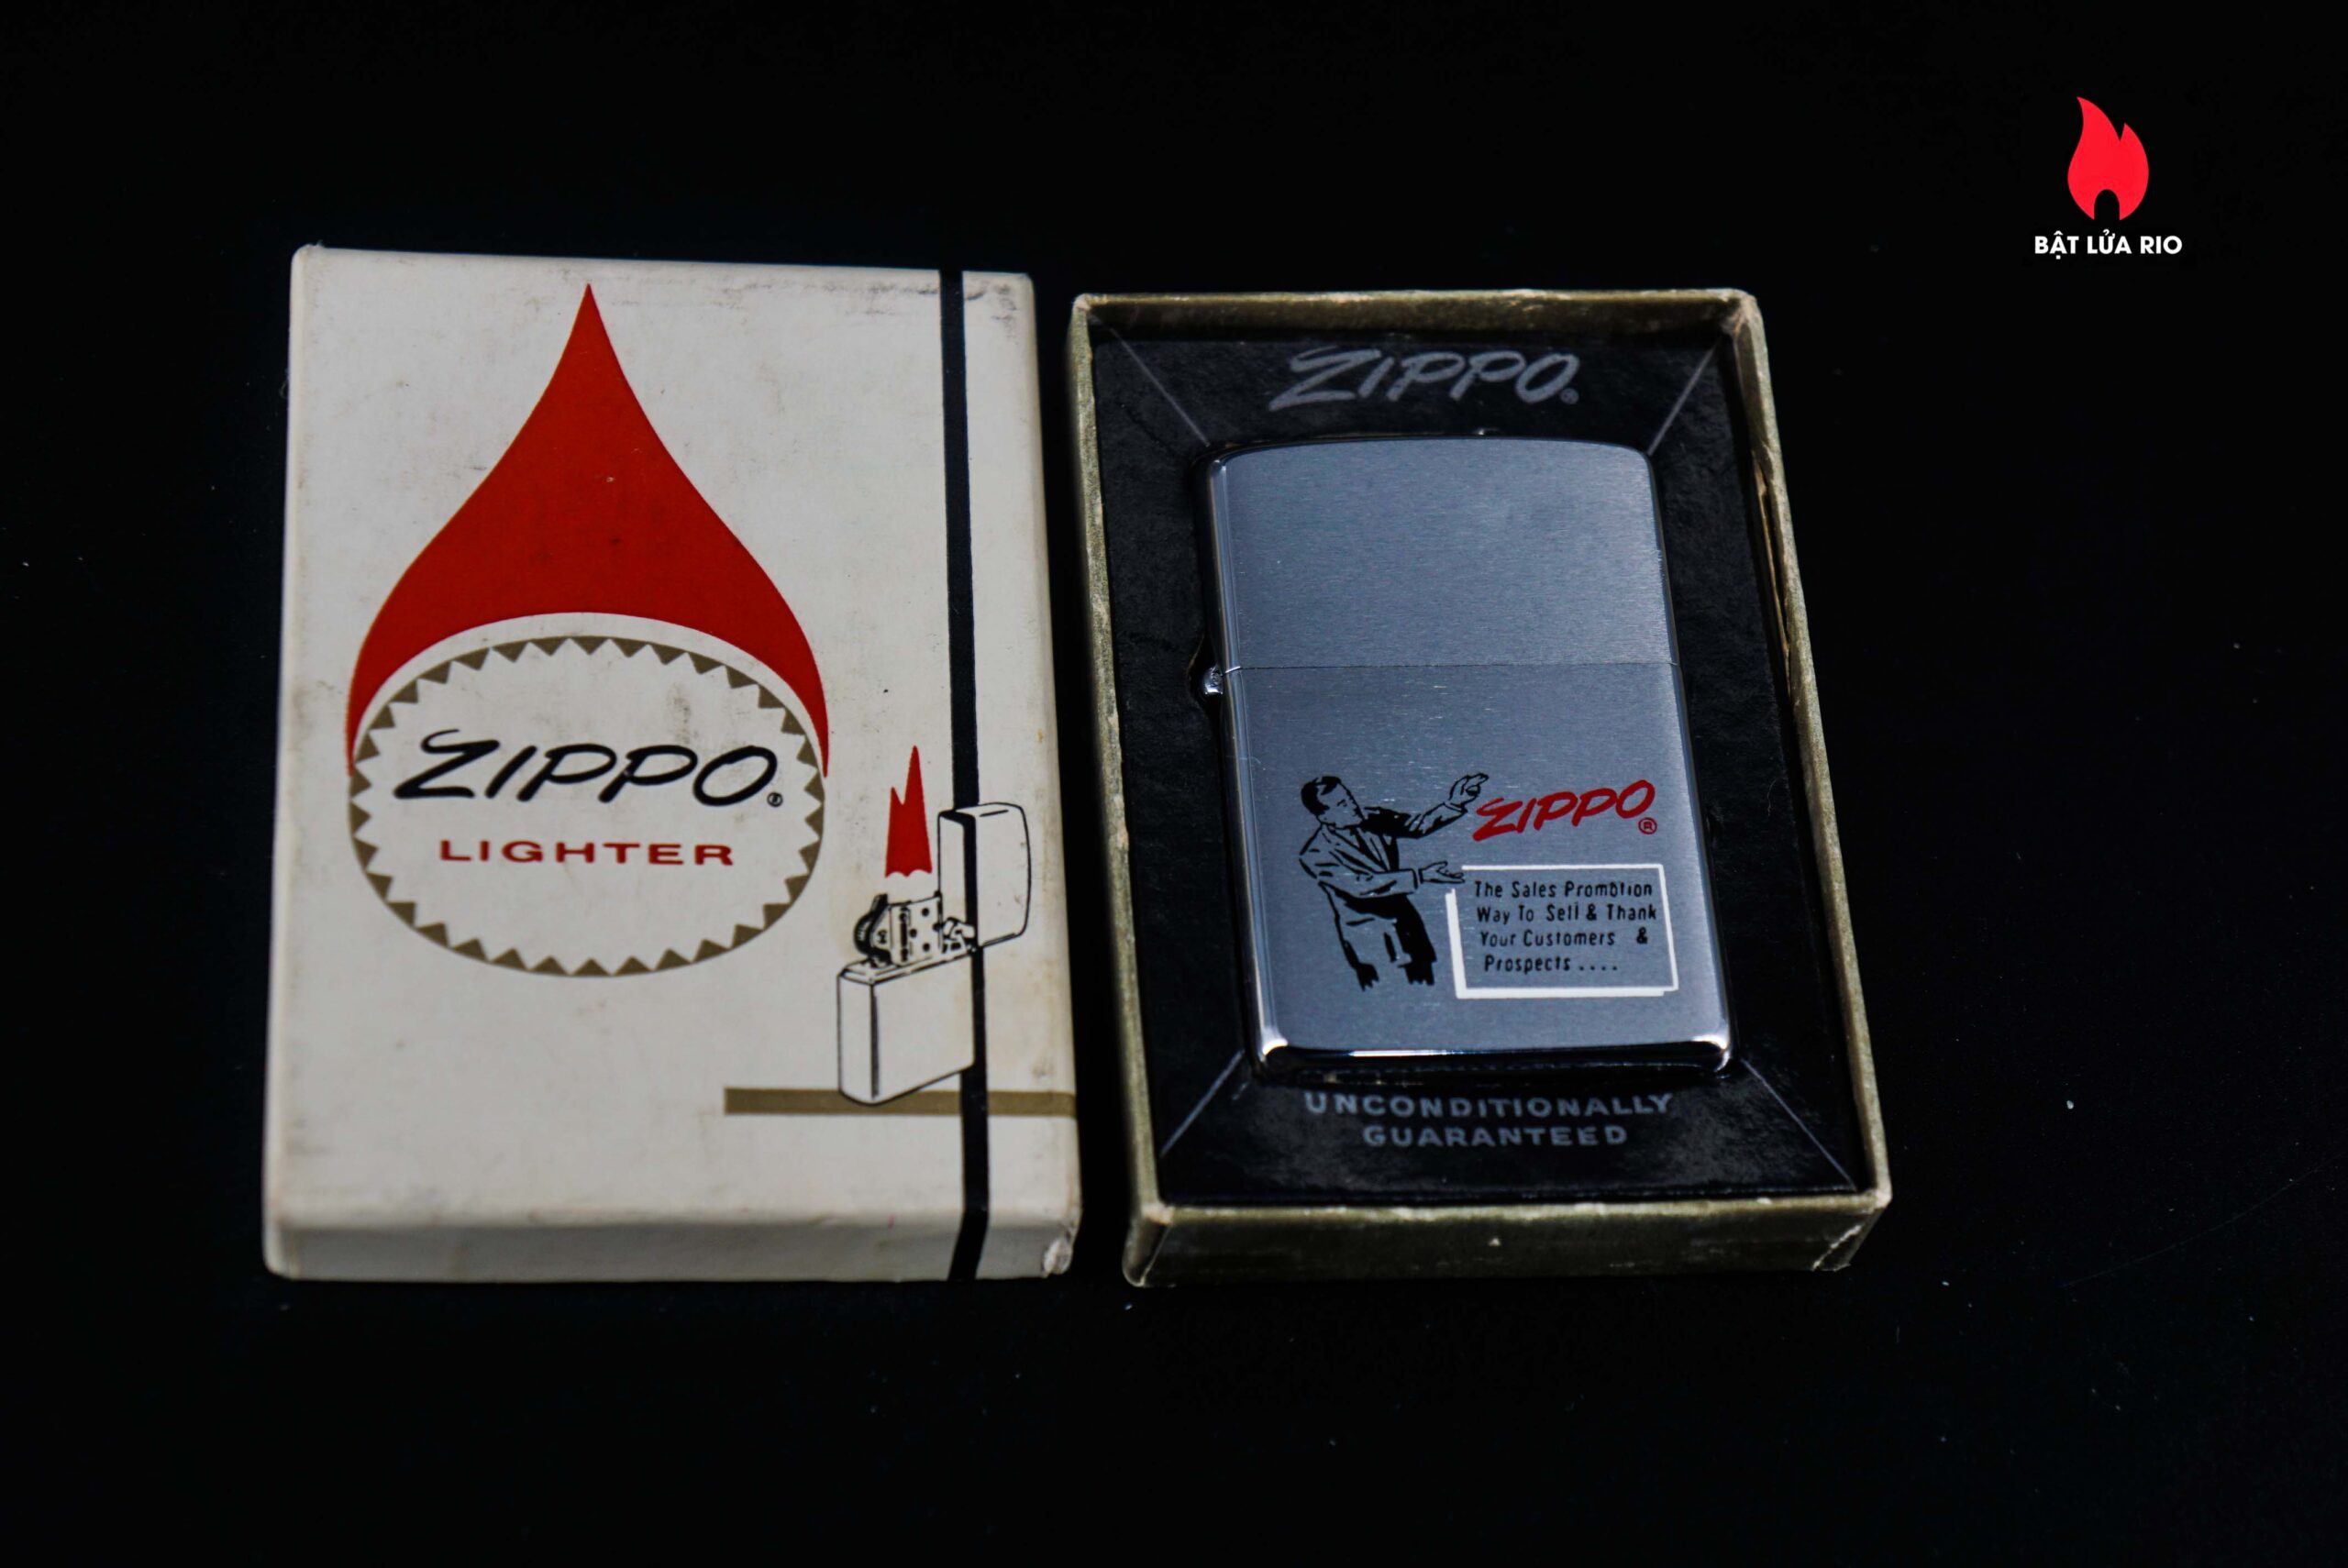 BẬT LỬA RIO
ZIPPO®
LIGHTER
ZIPPO®
ZIPPO®
The Sales Promotion
Way To Sell & Thank
Your Customers &
Prospects ....
UNCONDITIONALLY
GUARANTEED